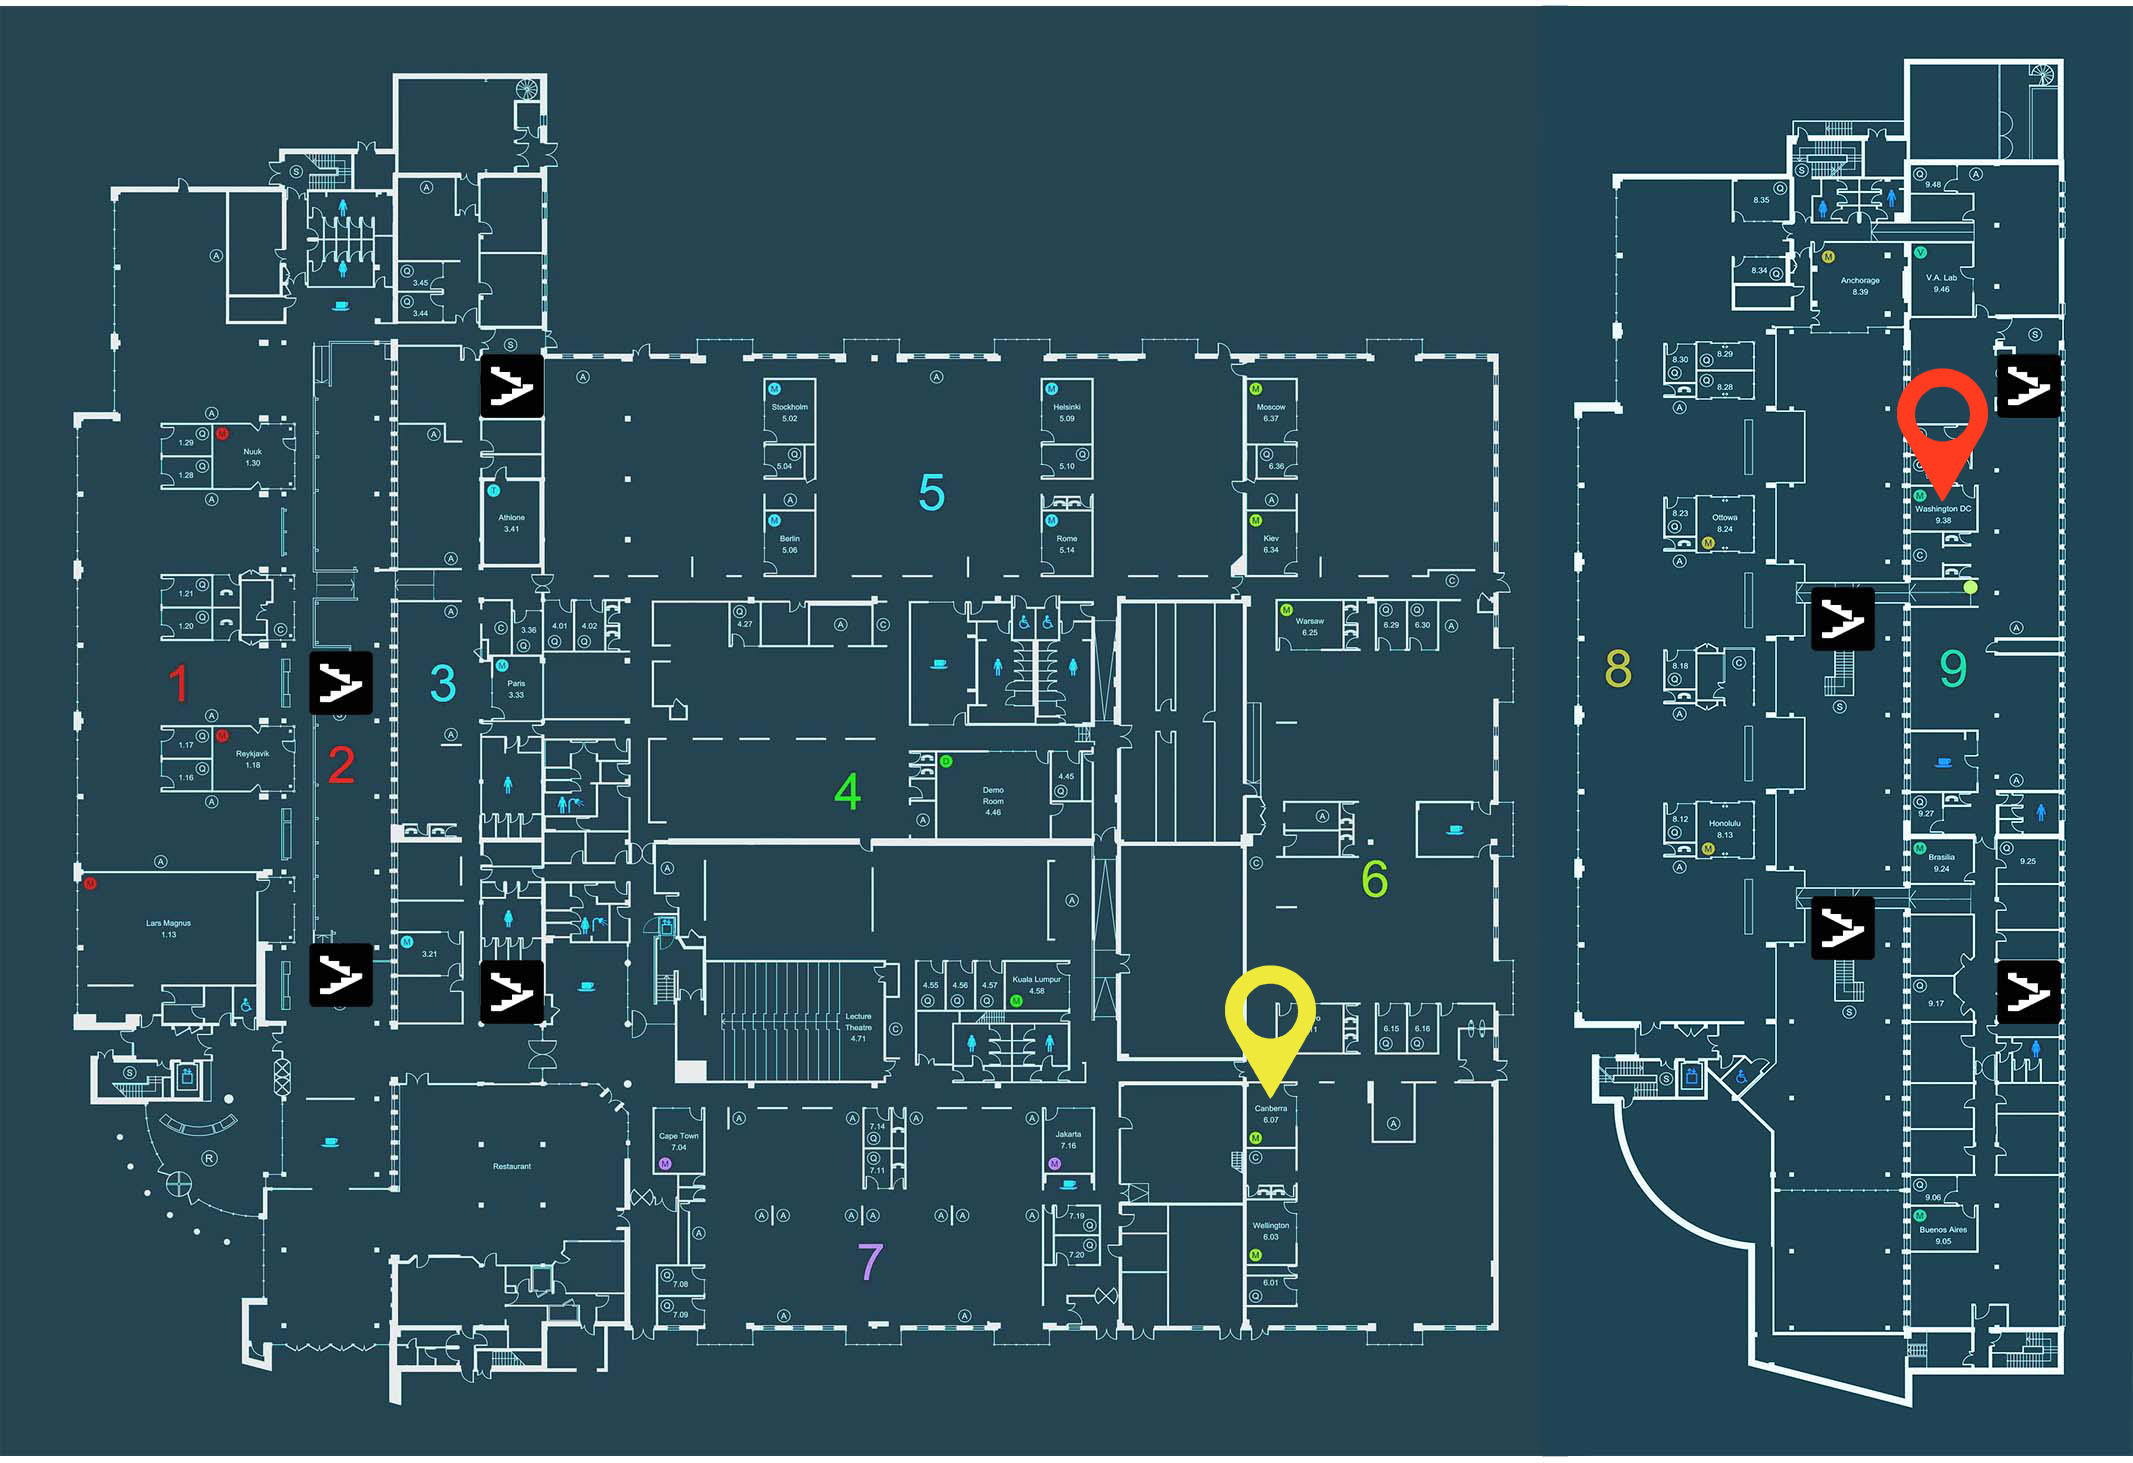 S
A
A
Q
3.45
Q
3.44
S
A
A
A
Q
1.29
M
Nuuk
1.30
Q
1.28
A
A
T
Athlone
3.41
A
M
Stockholm
5.02
Q
5.04
A
M
Berlin
5.06
5
M
Helsinki
5.09
Q
5.10
M
Rome
5.14
M
Moscow
6.37
Q
6.36
A
M
Kiev
6.34
C
Q
1.21
Q
1.20
C
A
C
3.36
Q
4.01
Q
4.02
Q
Q
4.27
A
C
M
Warsaw
6.25
Q
6.29
Q
6.30
A
1
3
M
Paris
3.33
A
A
Q
1.17
M
Reykjavik
1.18
Q
1.16
A
2
4
D
Demo
Room
4.46
4.45
Q
A
A
C
6
A
M
Lars Magnus
1.13
M
3.21
A
A
Lecture
Theatre
4.71
C
4.55
Q
4.56
Q
4.57
Q
Kuala Lumpur
4.58
M
6.15
Q
6.16
Q
S
R
Restaurant
Cape Town
7.04
M
A
7.14
Q
Q
7.11
A
A
Jakarta
7.16
M
Canberra
6.07
M
C
A
A
A
A
A
A
A
A
A
7.19
Q
Q
7.20
Wellington
6.03
M
7
Q
7.08
Q
7.09
A
A
6.01
Q
S
Q
8.35
Q
9.48
A
8.34
Q
M
Anchorage
8.39
V
V.A. Lab
9.46
S
8.30
Q
8.29
Q
Q
8.28
A
M
Washington DC
9.38
8.23
Q
Ottowa
8.24
M
A
C
A
8
8.18
Q
C
A
S
9
8.12
Q
Honolulu
8.13
M
A
A
Q
9.27
M
Brasilia
9.24
Q
9.25
Q
9.17
S
S
Q
9.06
M
Buenos Aires
9.05